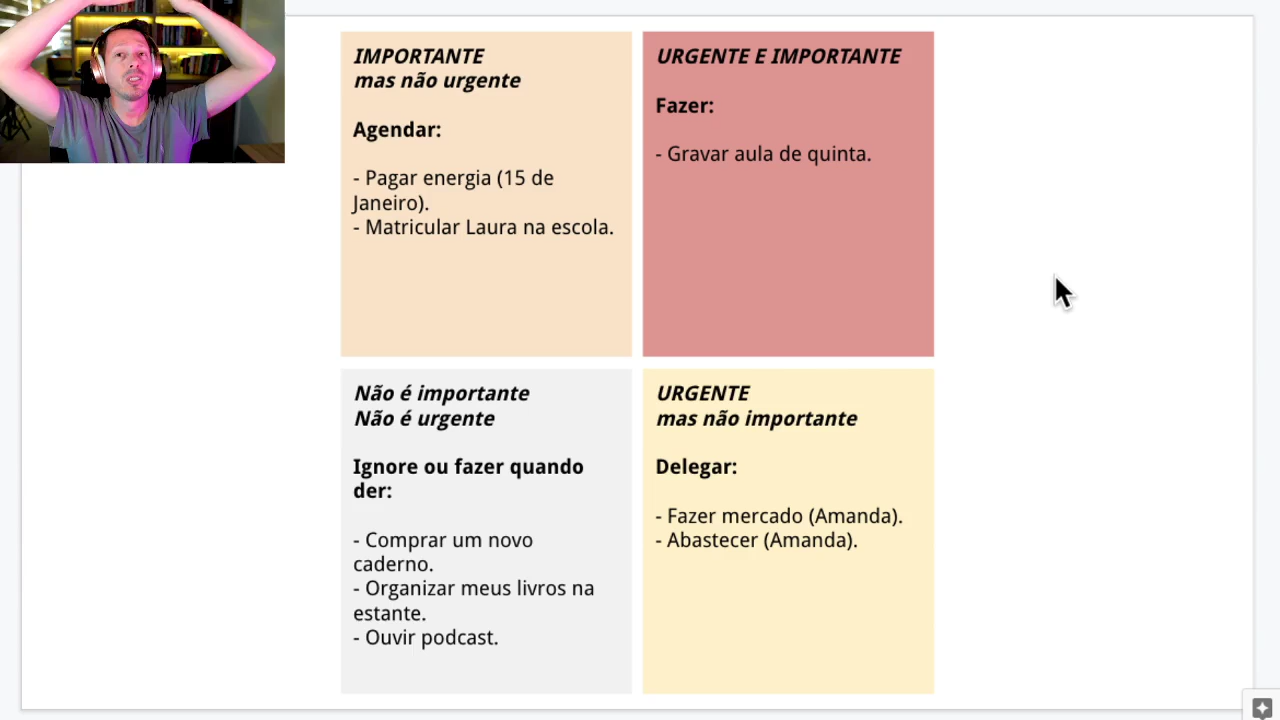 IMPORTANTE
mas não urgente
Agendar:
- Pagar energia (15 de
Janeiro).
- Matricular Laura na escola.
URGENTE E IMPORTANTE
Fazer:
- Gravar aula de quinta.
Não é importante
Não é urgente
Ignore ou fazer quando
der:
- Comprar um novo
caderno.
- Organizar meus livros na
estante.
- Ouvir podcast.
URGENTE
mas não importante
Delegar:
- Fazer mercado (Amanda).
- Abastecer (Amanda).